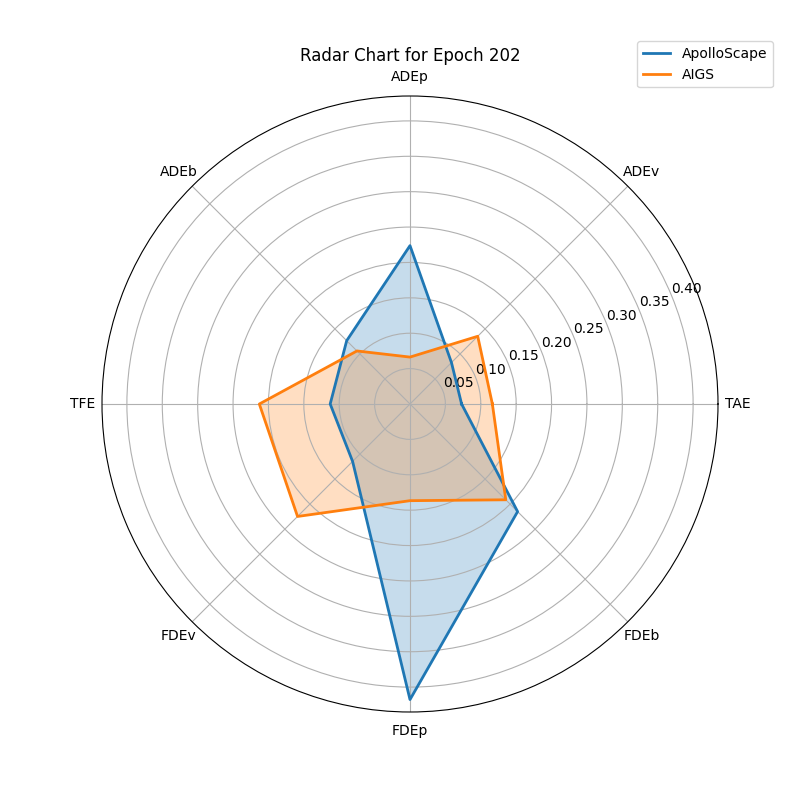 Radar Chart for Epoch 202
ApolloScape
AIGS
ADEp
ADEb
ADEv
0.40
0.35
0.30
0.25
0.20
0.15
0.10
0.05
TFE
TAE
FDEv
FDEb
FDEp